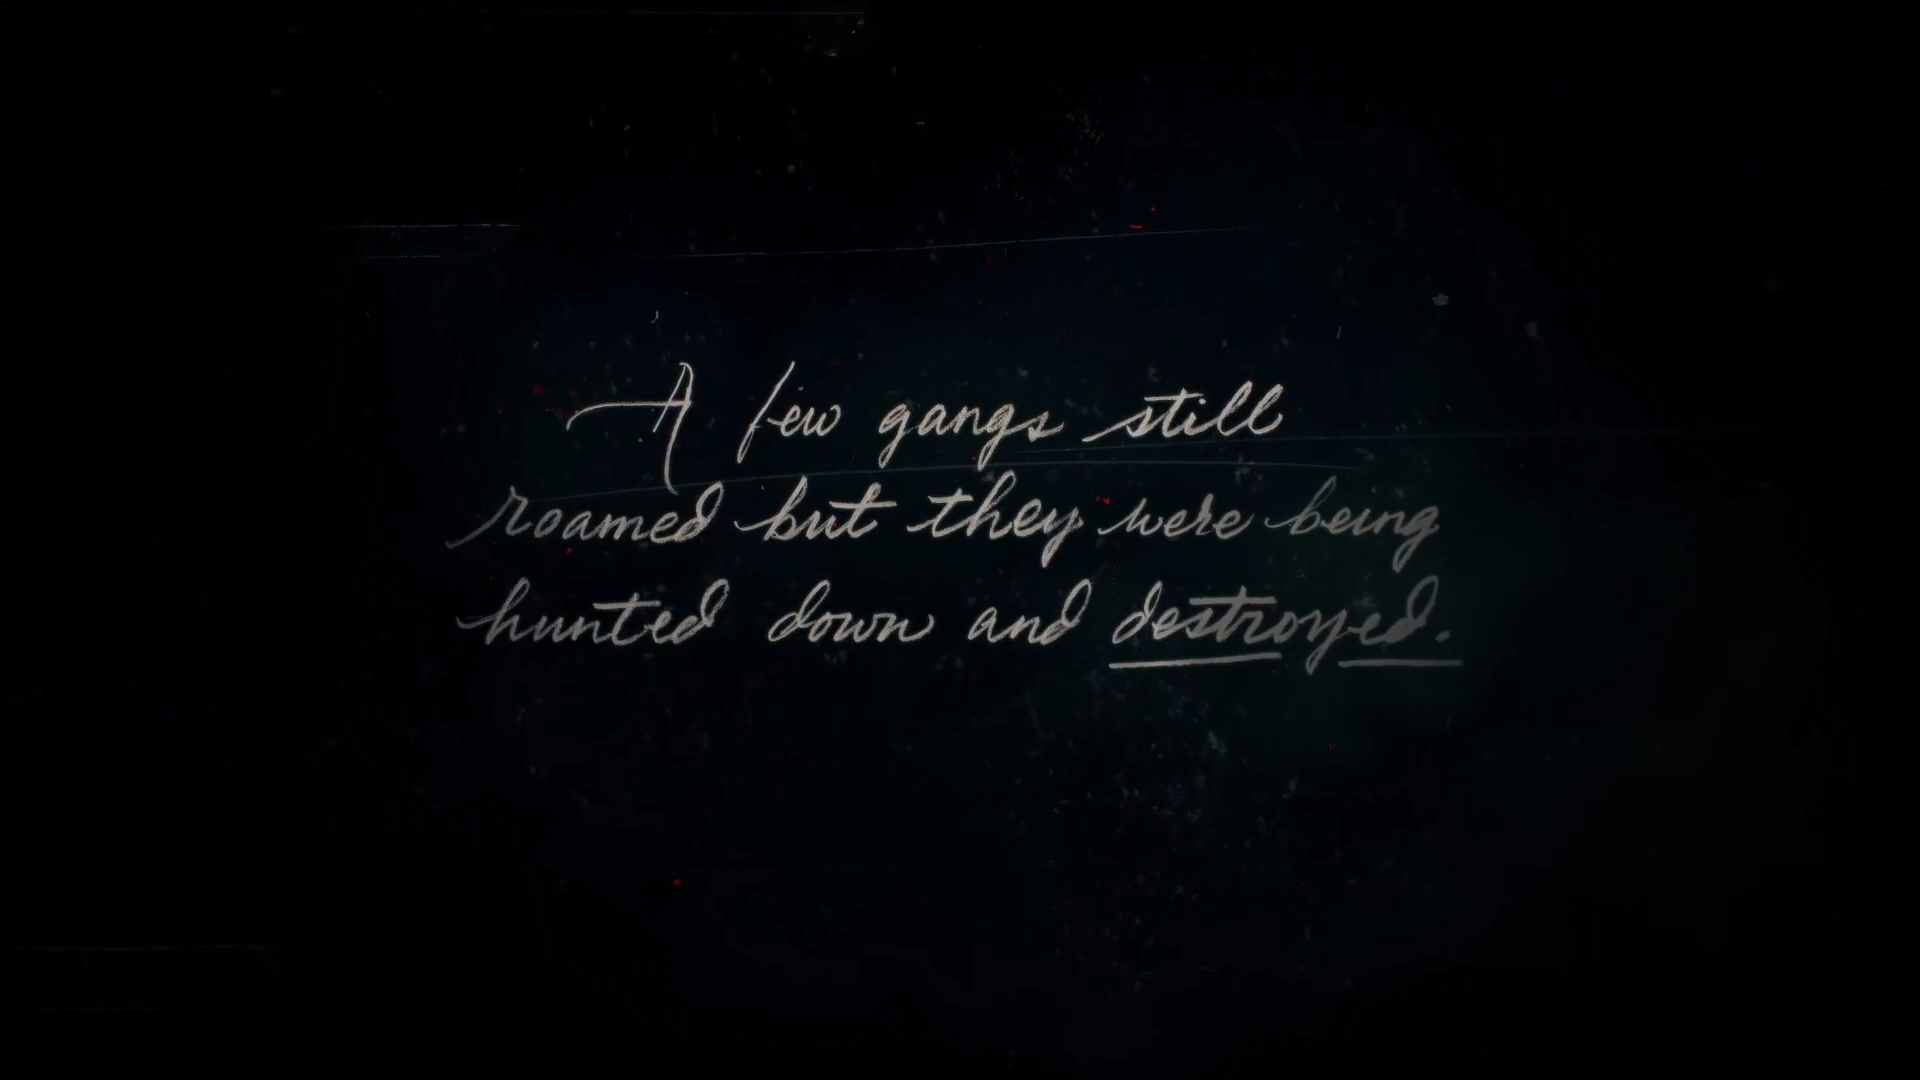 A few gangs still
roamed but they were being
hunted down and destroyed.